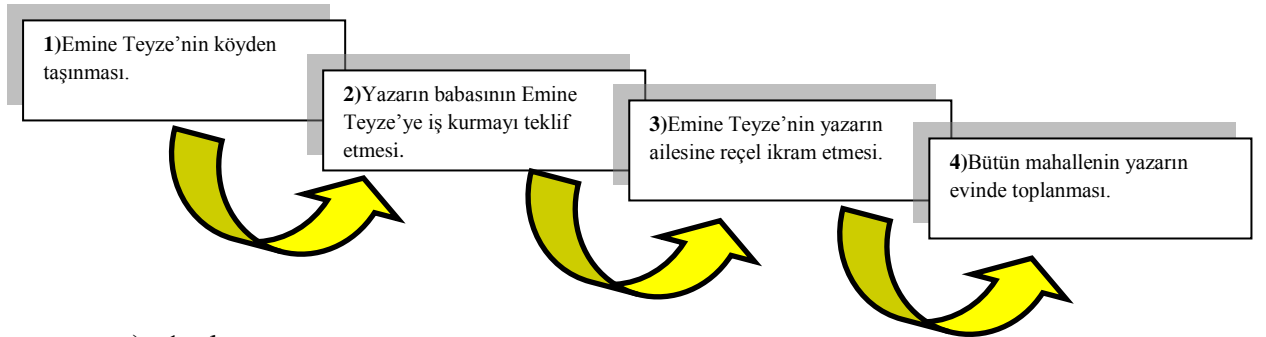 1)Emine Teyze’nin köyden
taşınması.
2)Yazarın babasının Emine
Teyze’ye iş kurmayı teklif
etmesi.
3)Emine Teyze’nin yazarın
ailesine reçel ikram etmesi.
4)Bütün mahallenin yazarın
evinde toplanması.